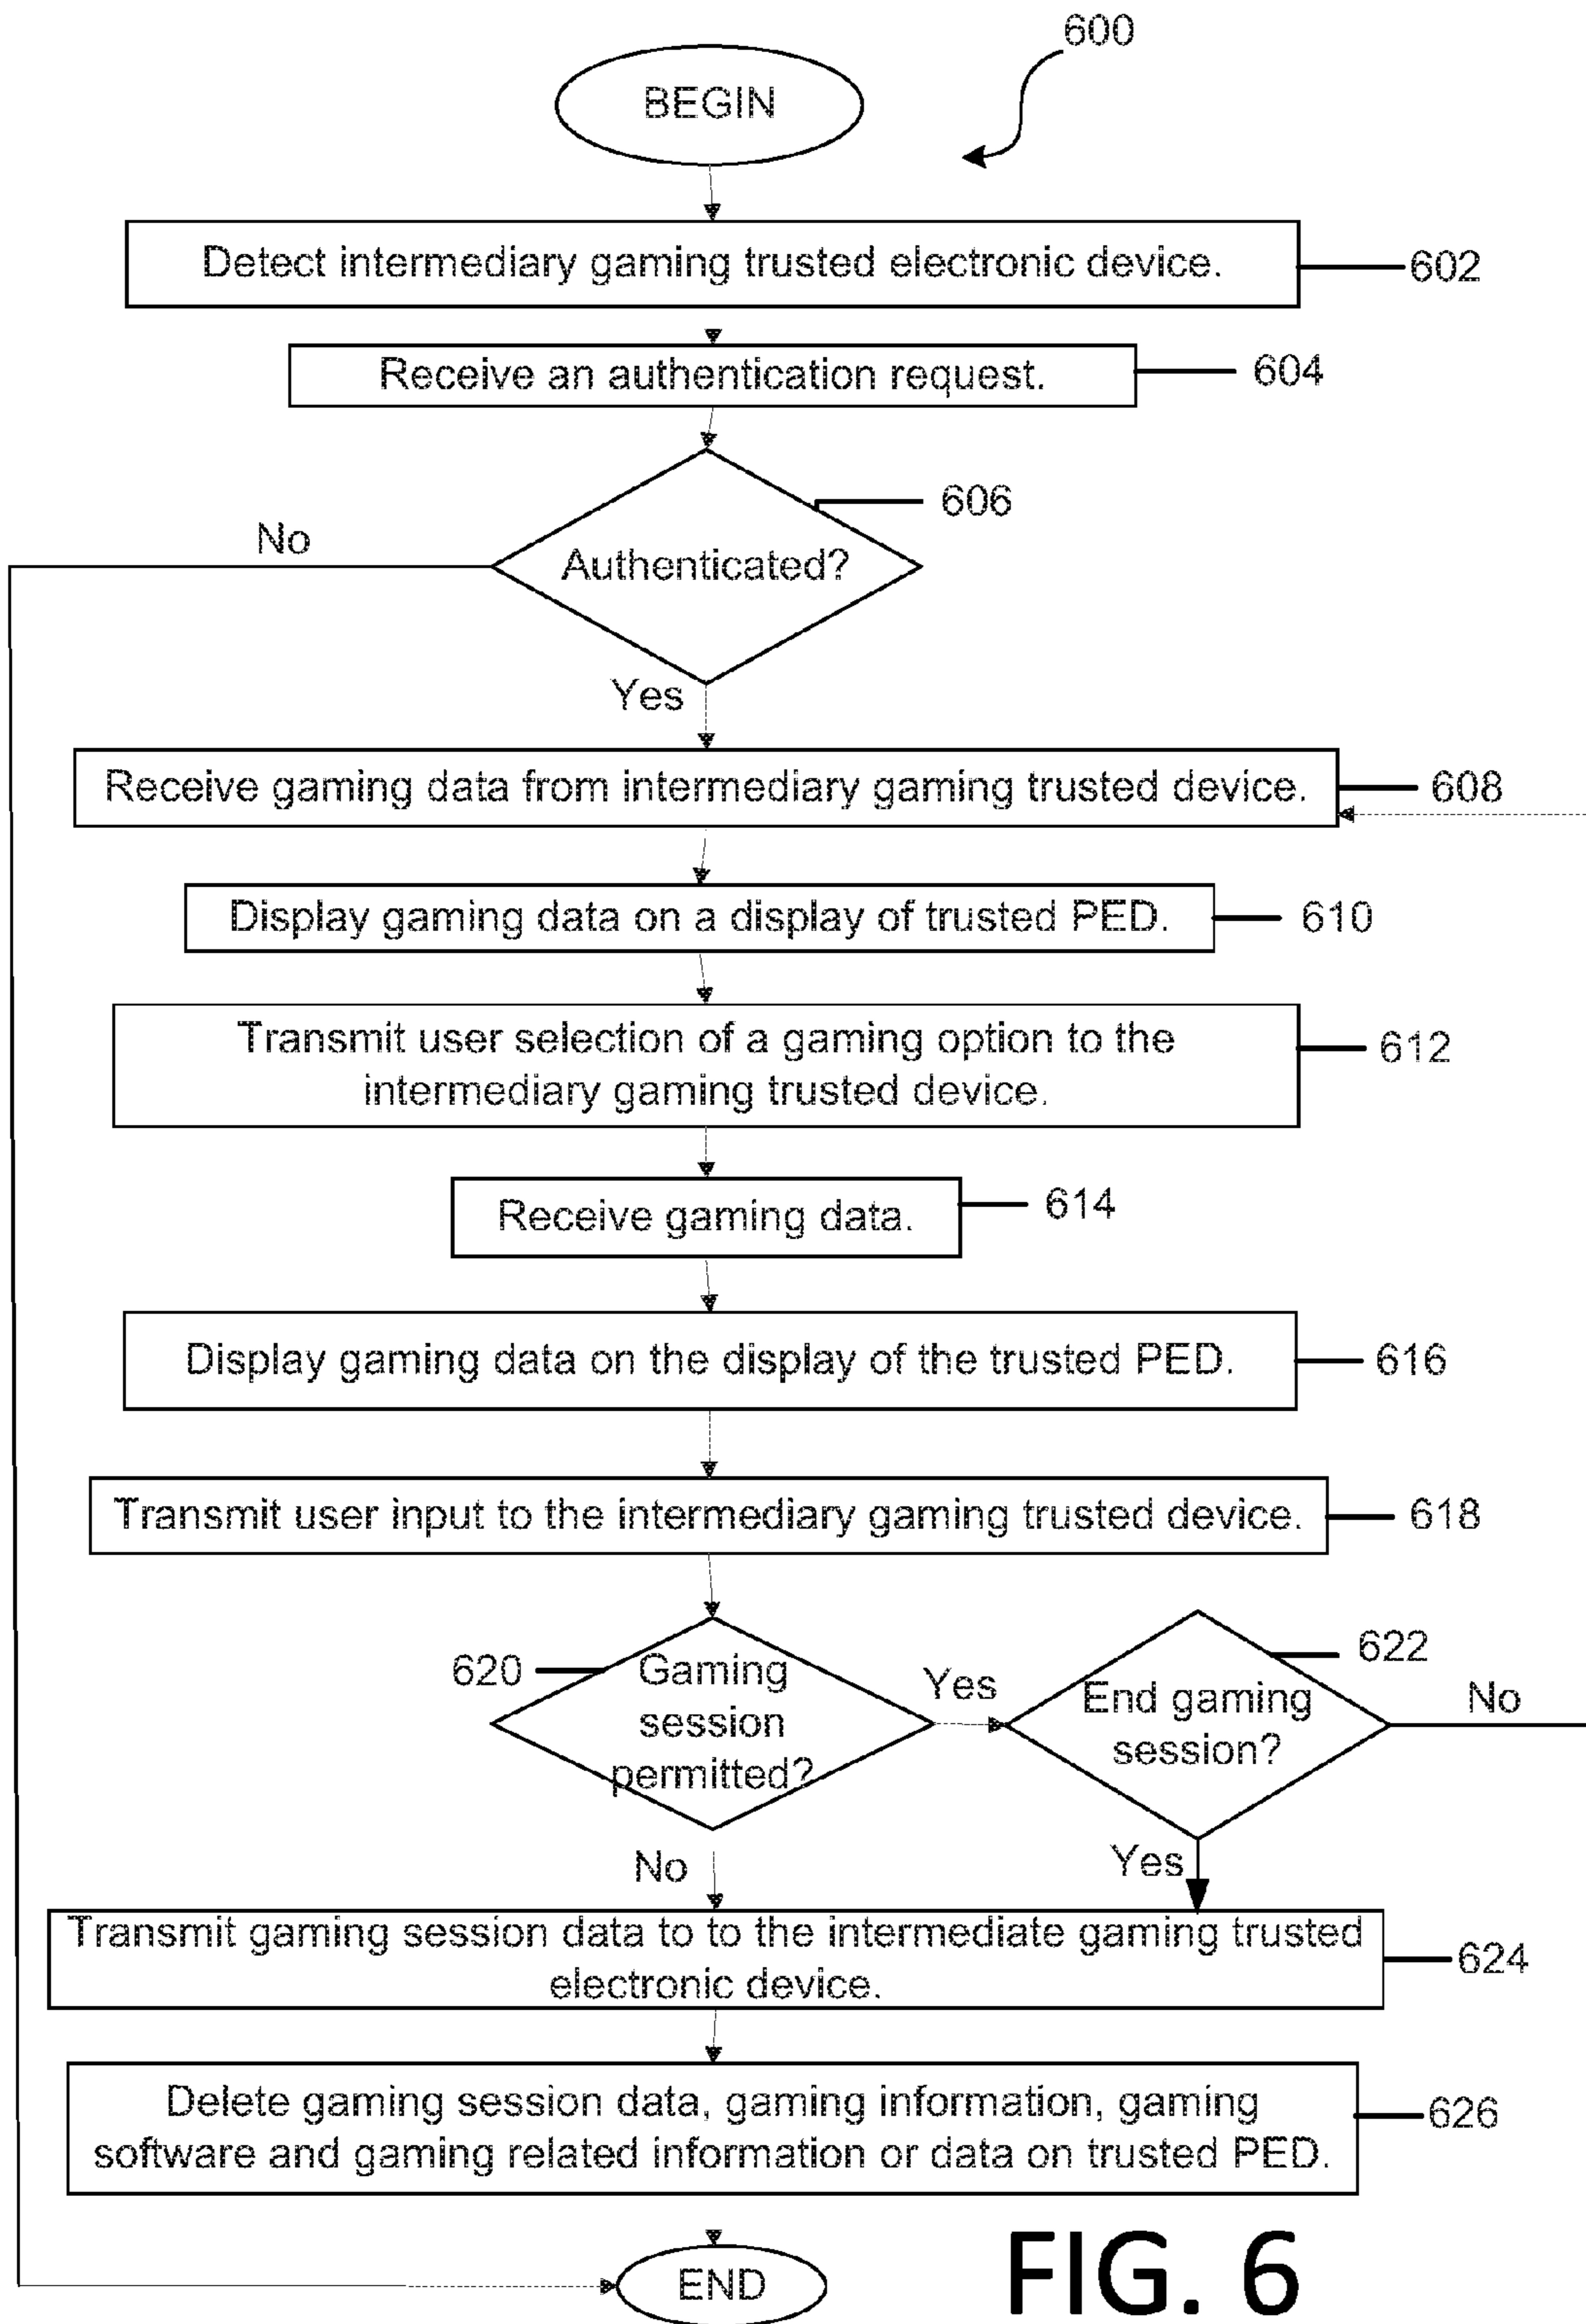 600
BEGIN
Detect intermediary gaming trusted electronic device.
602
Receive an authentication request.
604
606
No
Authenticated?
Yes
Receive gaming data from intermediary gaming trusted device.
608
Display gaming data on a display of trusted PED.
610
Transmit user selection of a gaming option to the
intermediary gaming trusted device.
612
Receive gaming data.
614
Display gaming data on the display of the trusted PED.
616
Transmit user input to the intermediary gaming trusted device.
618
620
Gaming
session
permitted?
Yes
622
End gaming
session?
No
No
Yes
Transmit gaming session data to to the intermediate gaming trusted
electronic device.
624
Delete gaming session data, gaming information, gaming
software and gaming related information or data on trusted PED.
626
END
FIG. 6